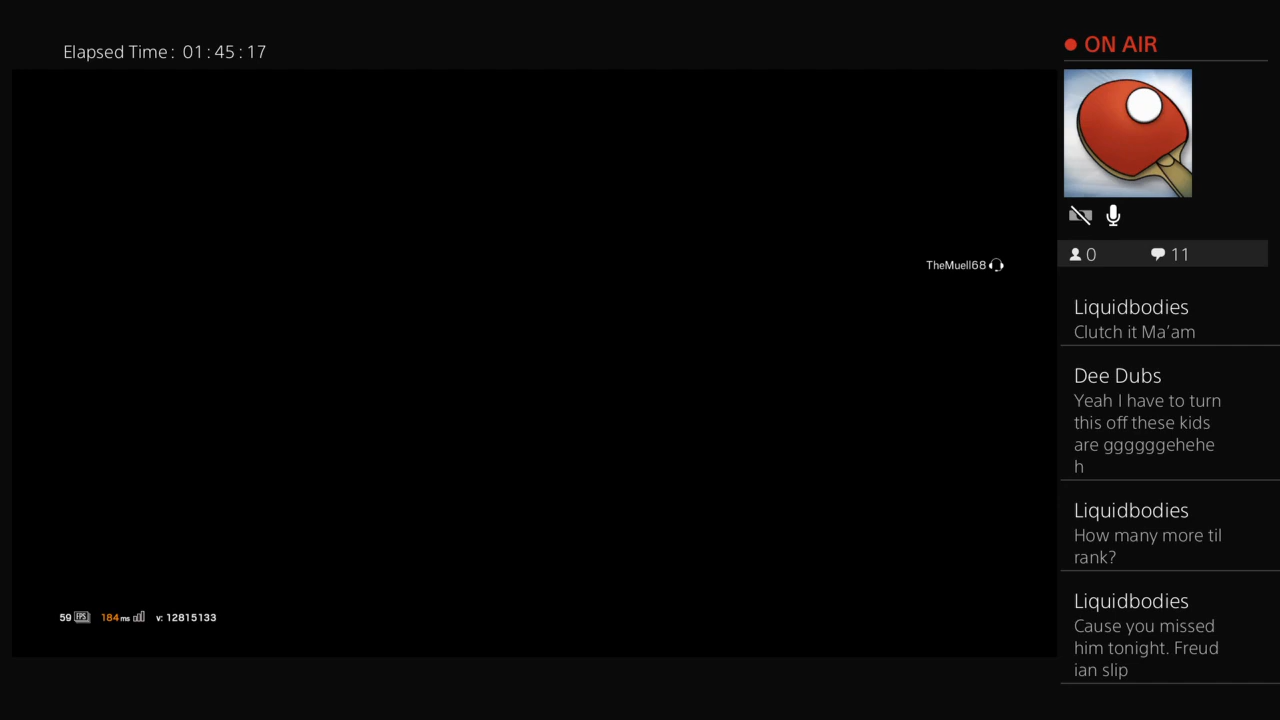 Elapsed Time: 01:45:17
ON AIR
0 11
TheMuell68
Liquidbodies
Clutch it Ma’am
Dee Dubs
Yeah I have to turn
this off these kids
are ggggggehehe
h
Liquidbodies
How many more til
rank?
Liquidbodies
Cause you missed
him tonight. Freud
ian slip
59 FPS 184ms v: 12815133